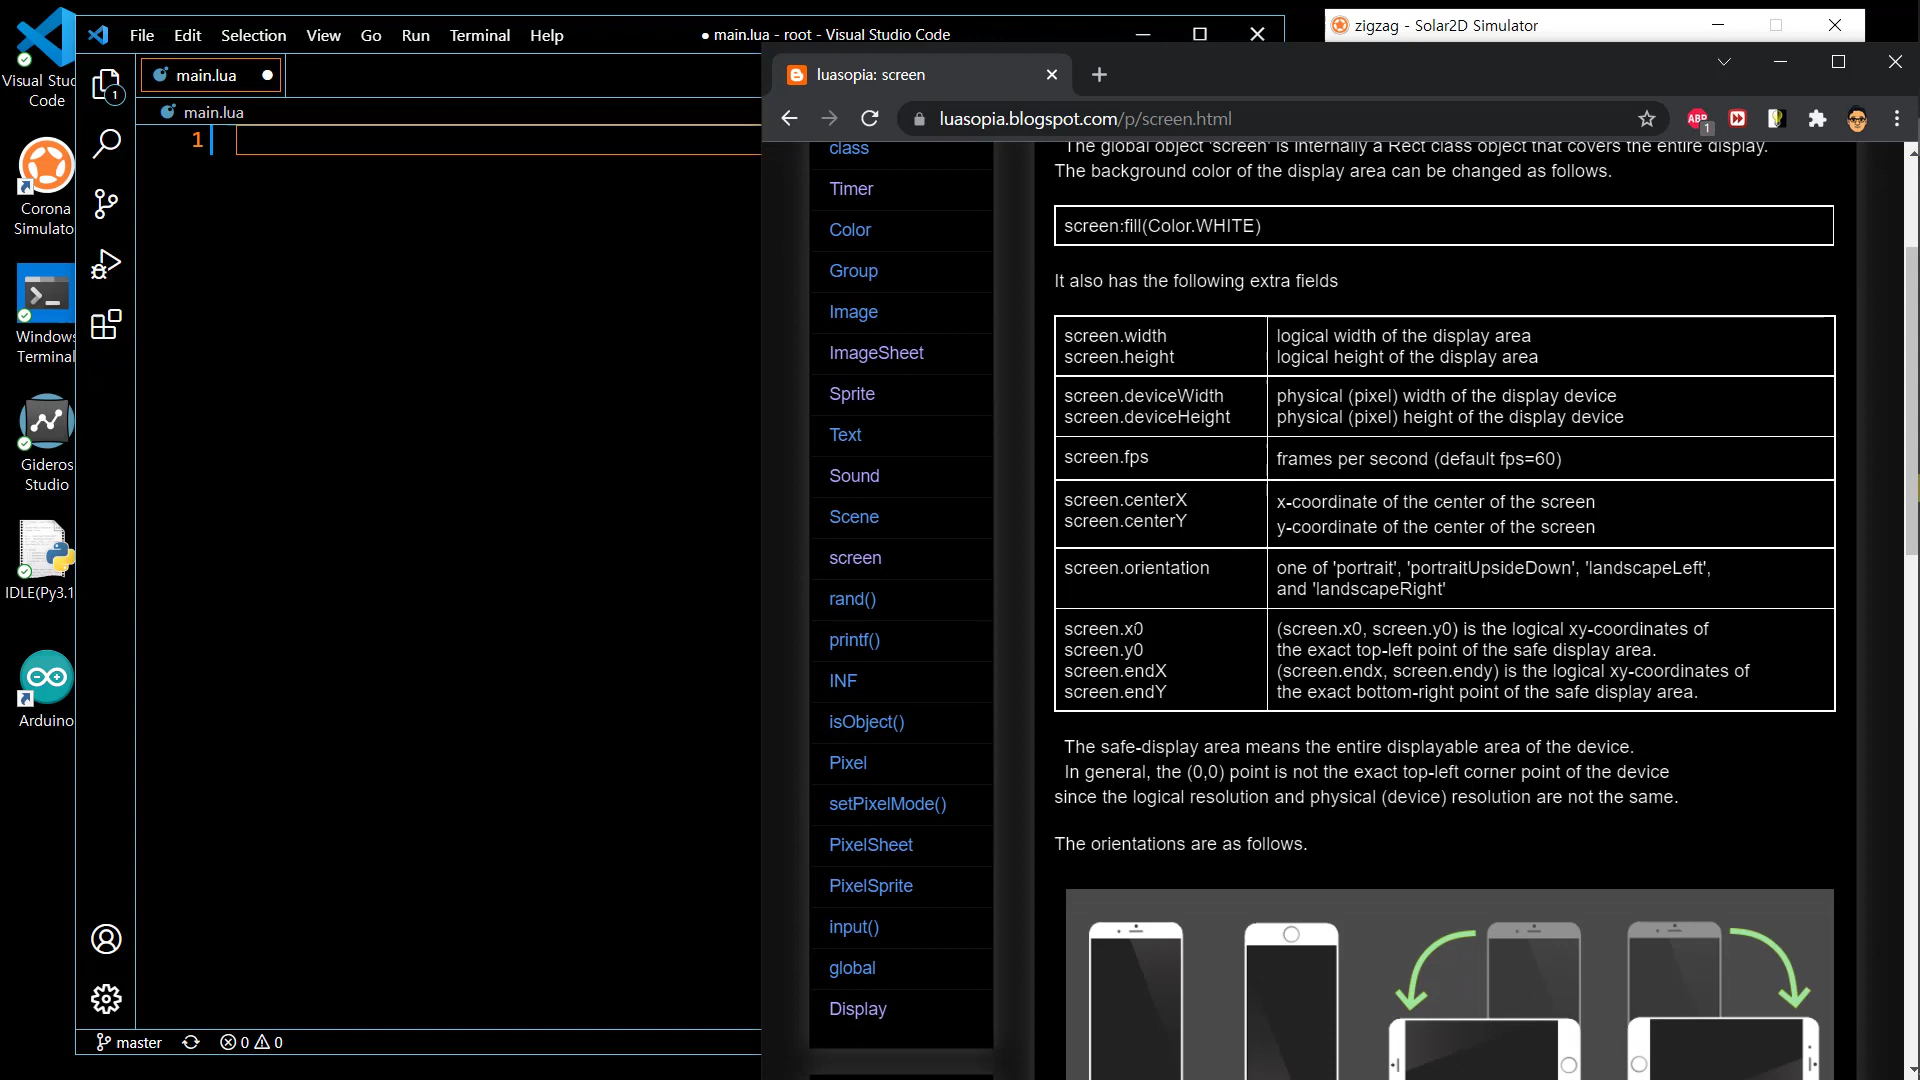 Visual Stud
Code
Corona
Simulato
Windows
Terminal
Gideros
Studio
IDLE(Py3.1
Arduino
File Edit Selection View Go Run Terminal Help
● main.lua - root - Visual Studio Code
main.lua
main.lua
1
1
master
0 0
zigzag - Solar2D Simulator
luasopia: screen
luasopia.blogspot.com/p/screen.html
ABP
1
class
Timer
Color
Group
Image
ImageSheet
Sprite
Text
Sound
Scene
screen
rand()
printf()
INF
isObject()
Pixel
setPixelMode()
PixelSheet
PixelSprite
input()
global
Display
The global object 'screen' is internally a Rect class object that covers the entire display.
The background color of the display area can be changed as follows.
screen:fill(Color.WHITE)
It also has the following extra fields
screen.width logical width of the display area
screen.height logical height of the display area
screen.deviceWidth physical (pixel) width of the display device
screen.deviceHeight physical (pixel) height of the display device
screen.fps frames per second (default fps=60)
screen.centerX x-coordinate of the center of the screen
screen.centerY y-coordinate of the center of the screen
screen.orientation one of 'portrait', 'portraitUpsideDown', 'landscapeLeft',
and 'landscapeRight'
screen.x0 (screen.x0, screen.y0) is the logical xy-coordinates of
screen.y0 the exact top-left point of the safe display area.
screen.endX (screen.endx, screen.endy) is the logical xy-coordinates of
screen.endY the exact bottom-right point of the safe display area.
The safe-display area means the entire displayable area of the device.
In general, the (0,0) point is not the exact top-left corner point of the device
since the logical resolution and physical (device) resolution are not the same.
The orientations are as follows.